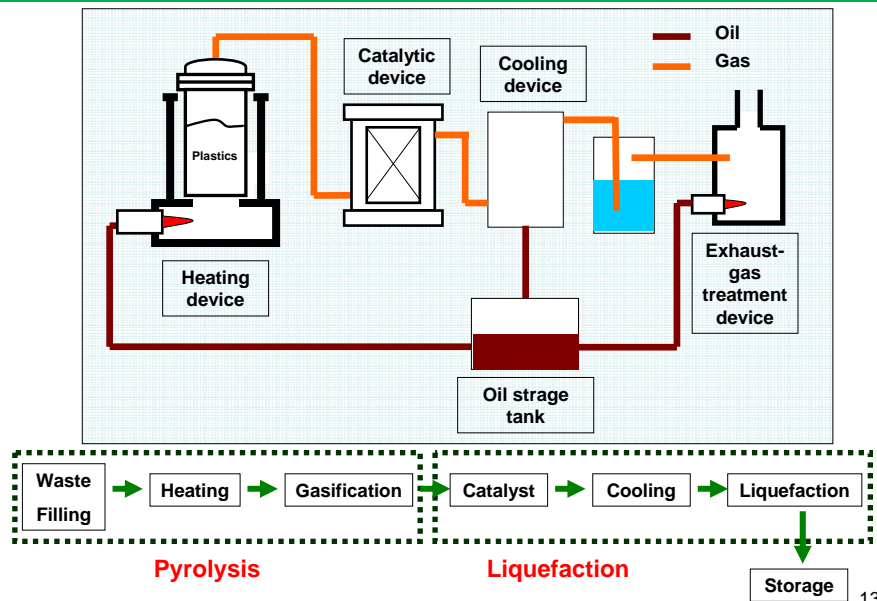 Catalytic
device
Cooling
device
Oil
Gas
Plastics
Heating
device
Exhaust-
gas
treatment
device
Oil strage
tank
Waste
Filling
Heating
Gasification
Catalyst
Cooling
Liquefaction
Pyrolysis
Liquefaction
Storage
13